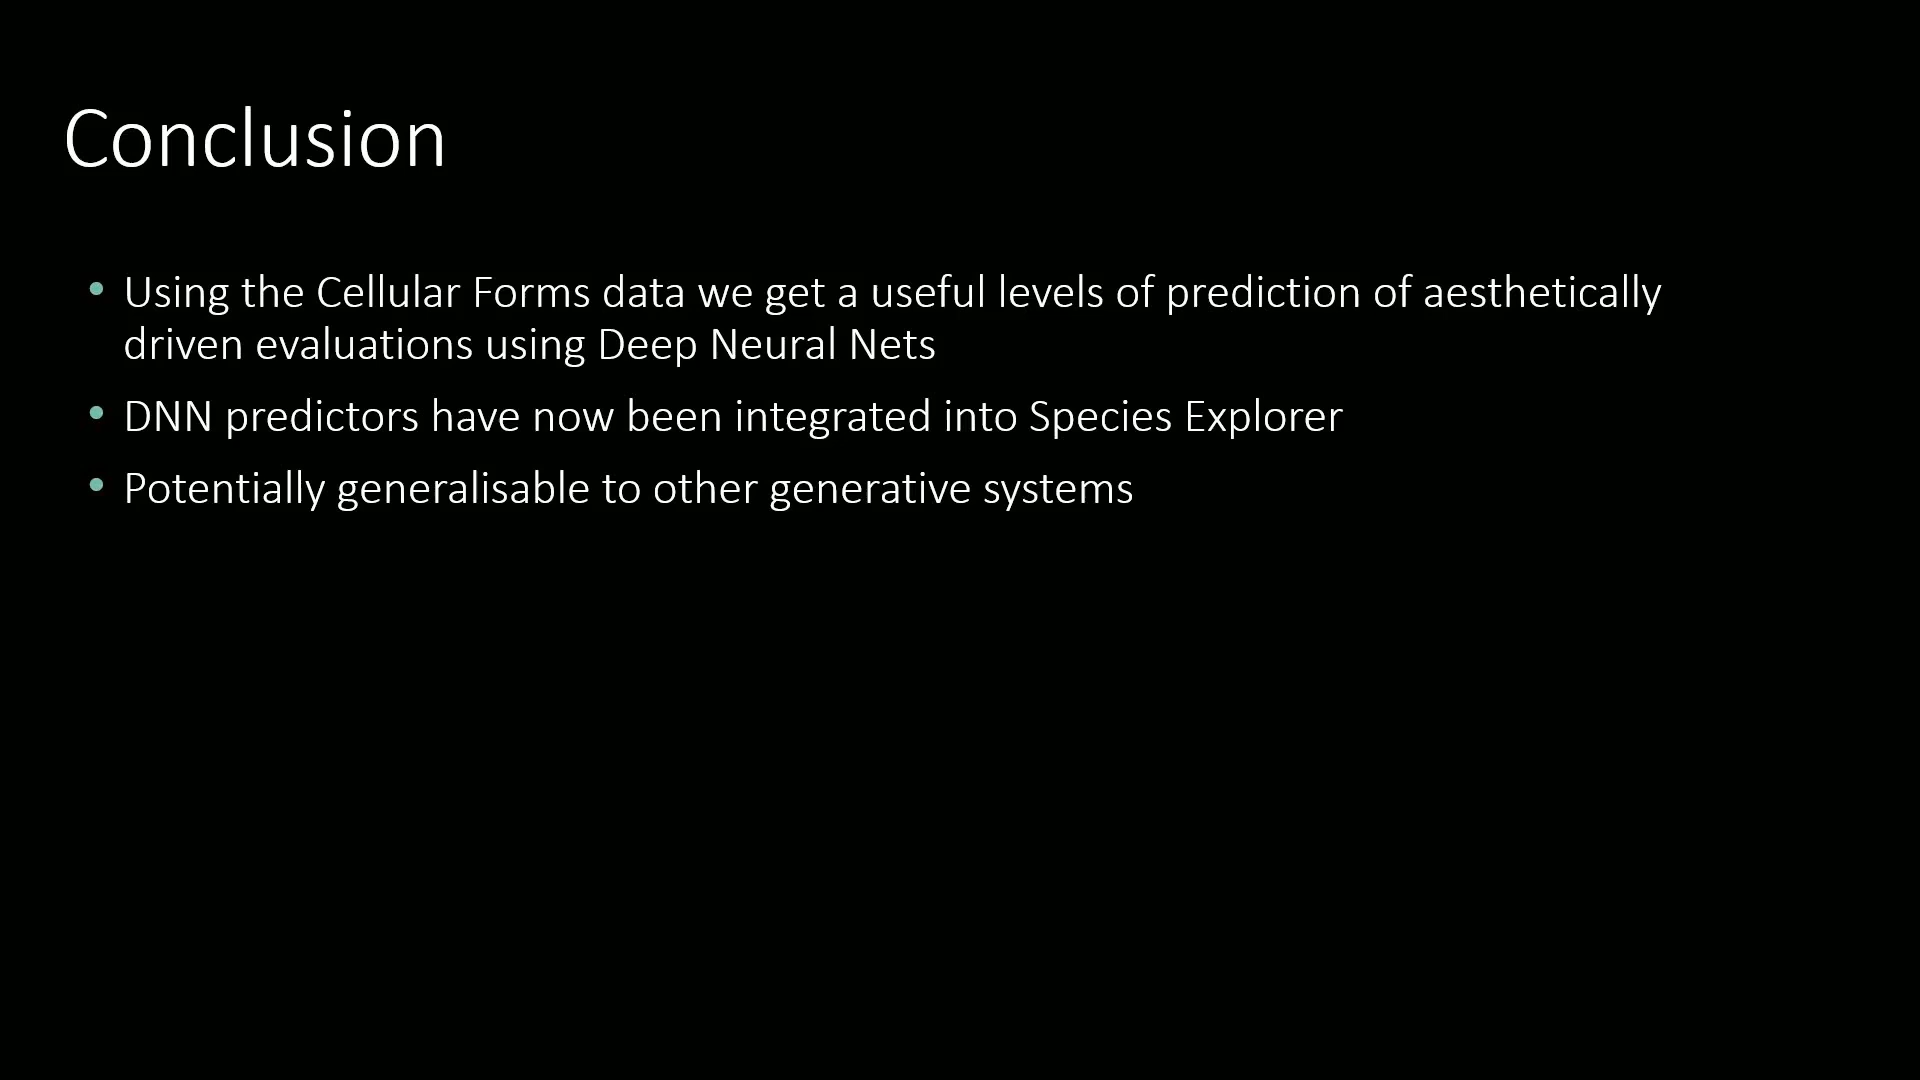 Conclusion
• Using the Cellular Forms data we get a useful levels of prediction of aesthetically
driven evaluations using Deep Neural Nets
• DNN predictors have now been integrated into Species Explorer
• Potentially generalisable to other generative systems